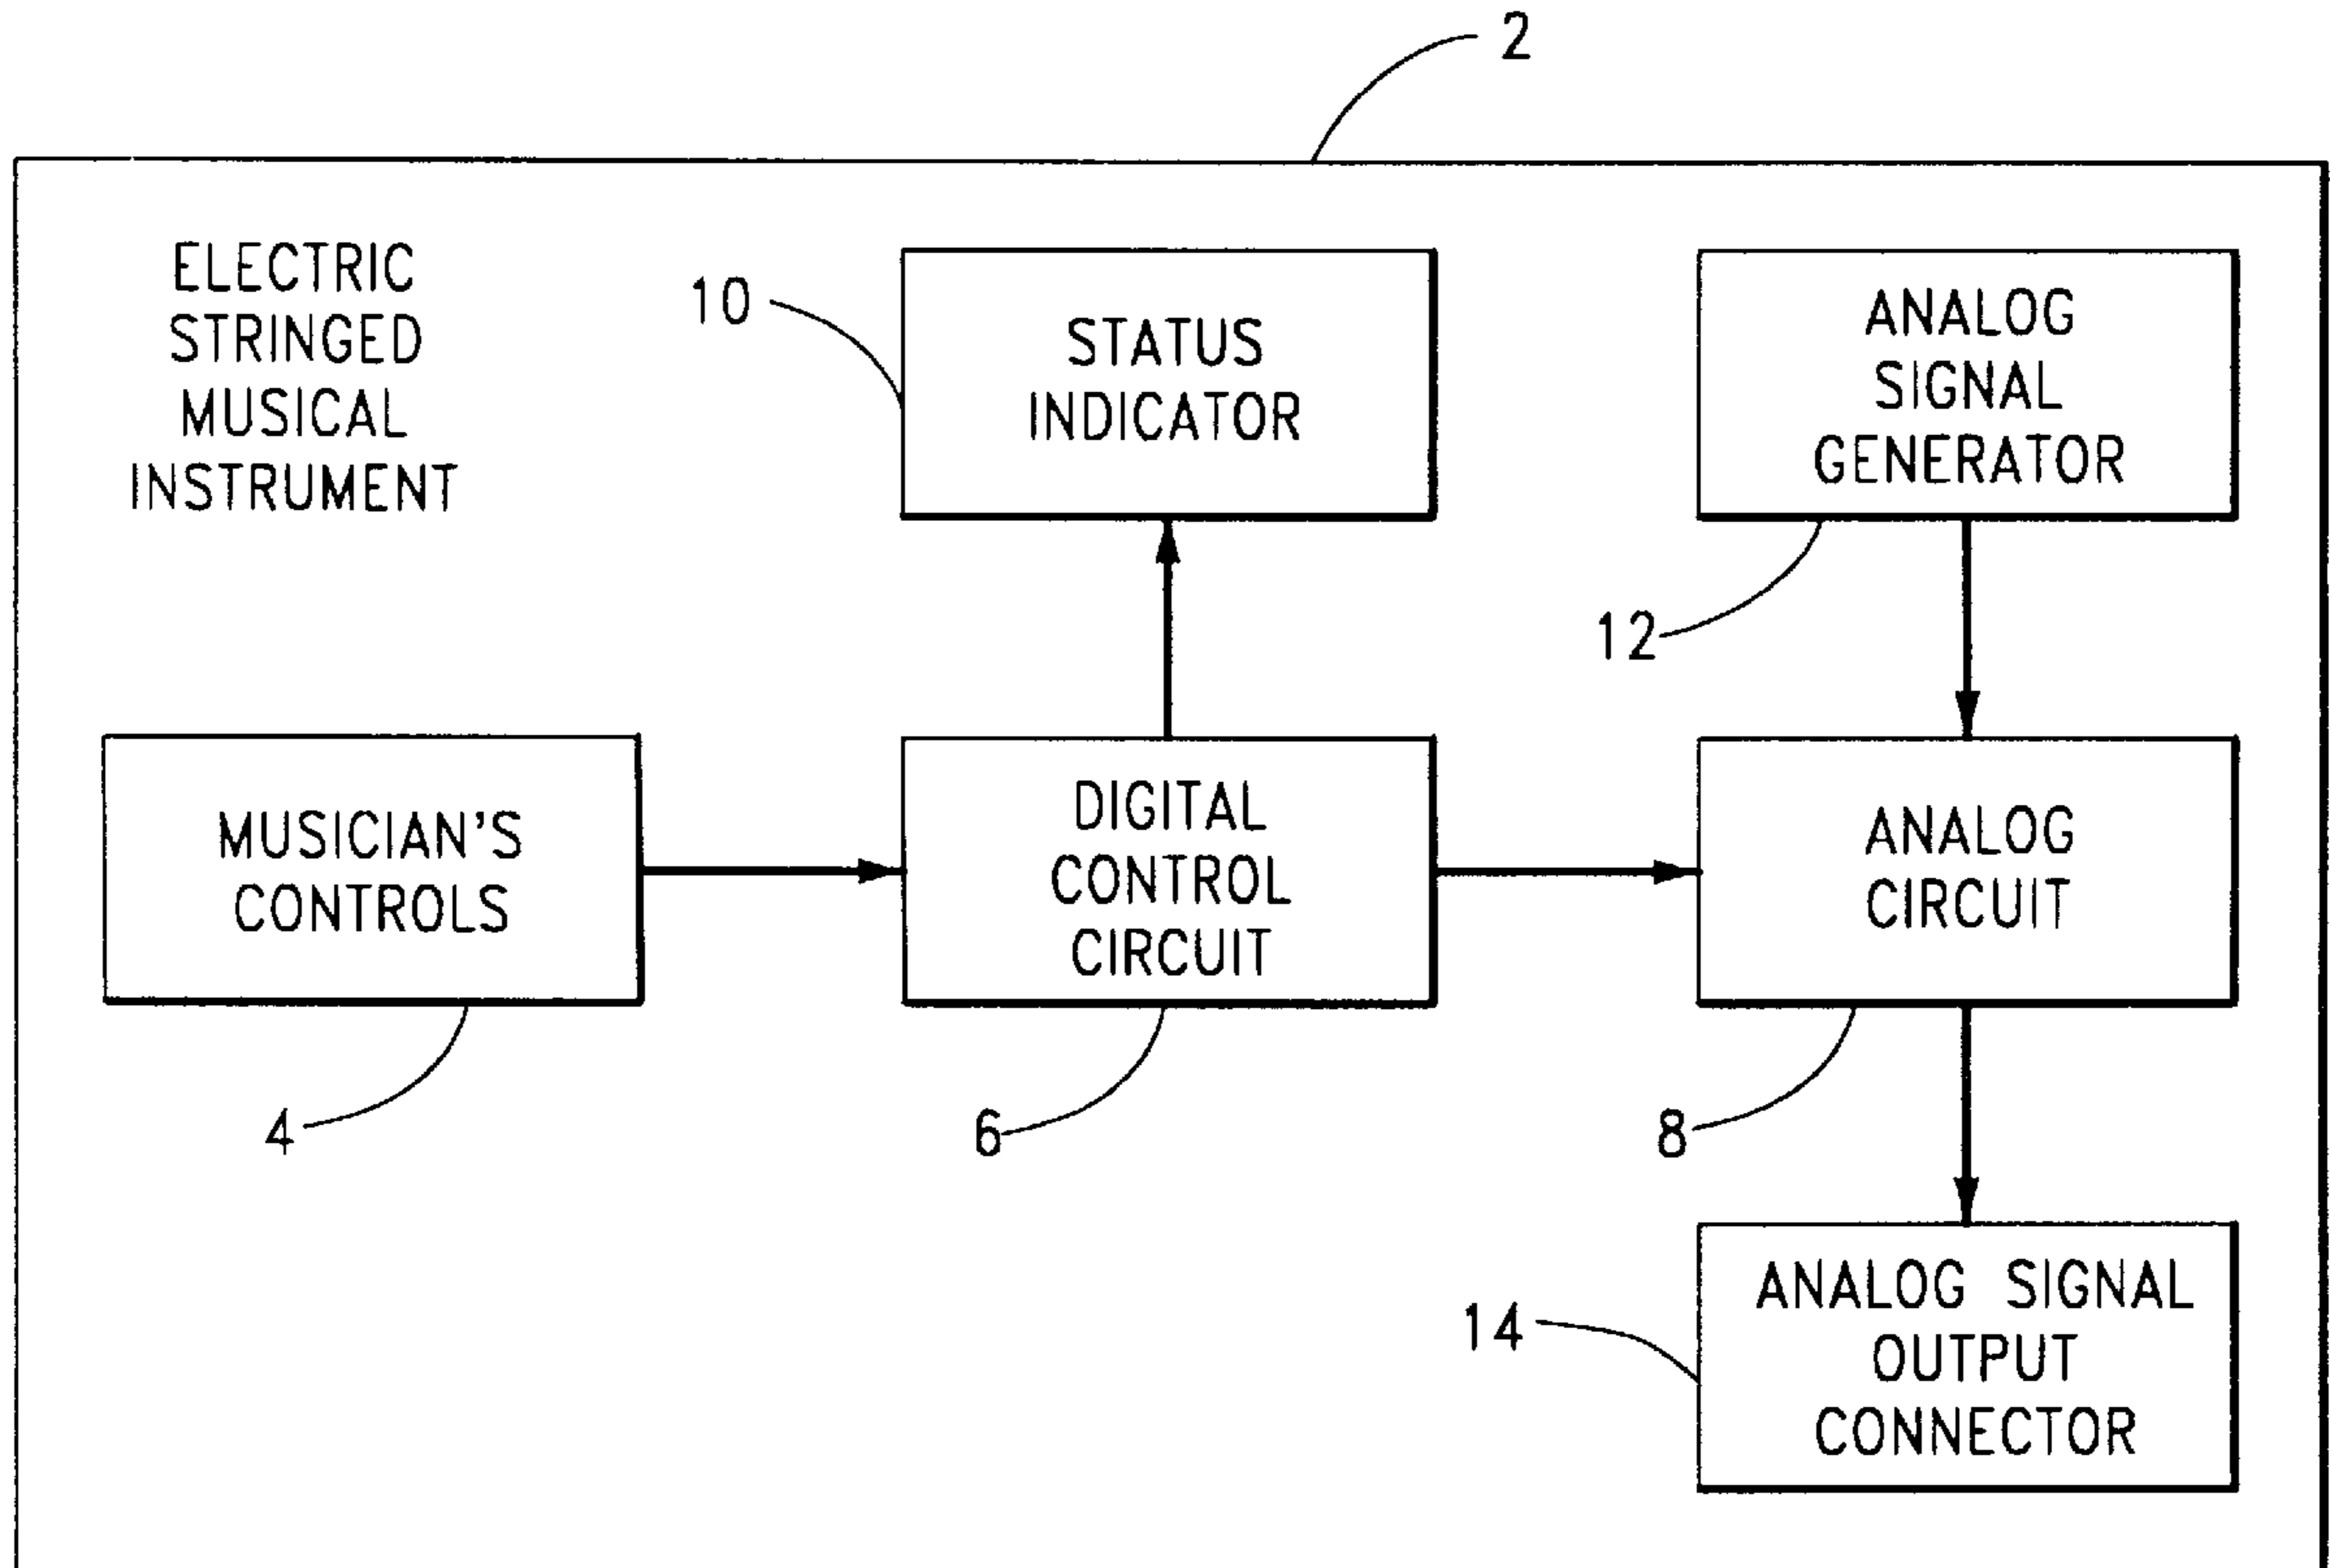 2
ELECTRIC
STRINGED
MUSICAL
INSTRUMENT
10
STATUS
INDICATOR
ANALOG
SIGNAL
GENERATOR
12
MUSICIAN'S
CONTROLS
DIGITAL
CONTROL
CIRCUIT
ANALOG
CIRCUIT
4
6
8
14
ANALOG SIGNAL
OUTPUT
CONNECTOR